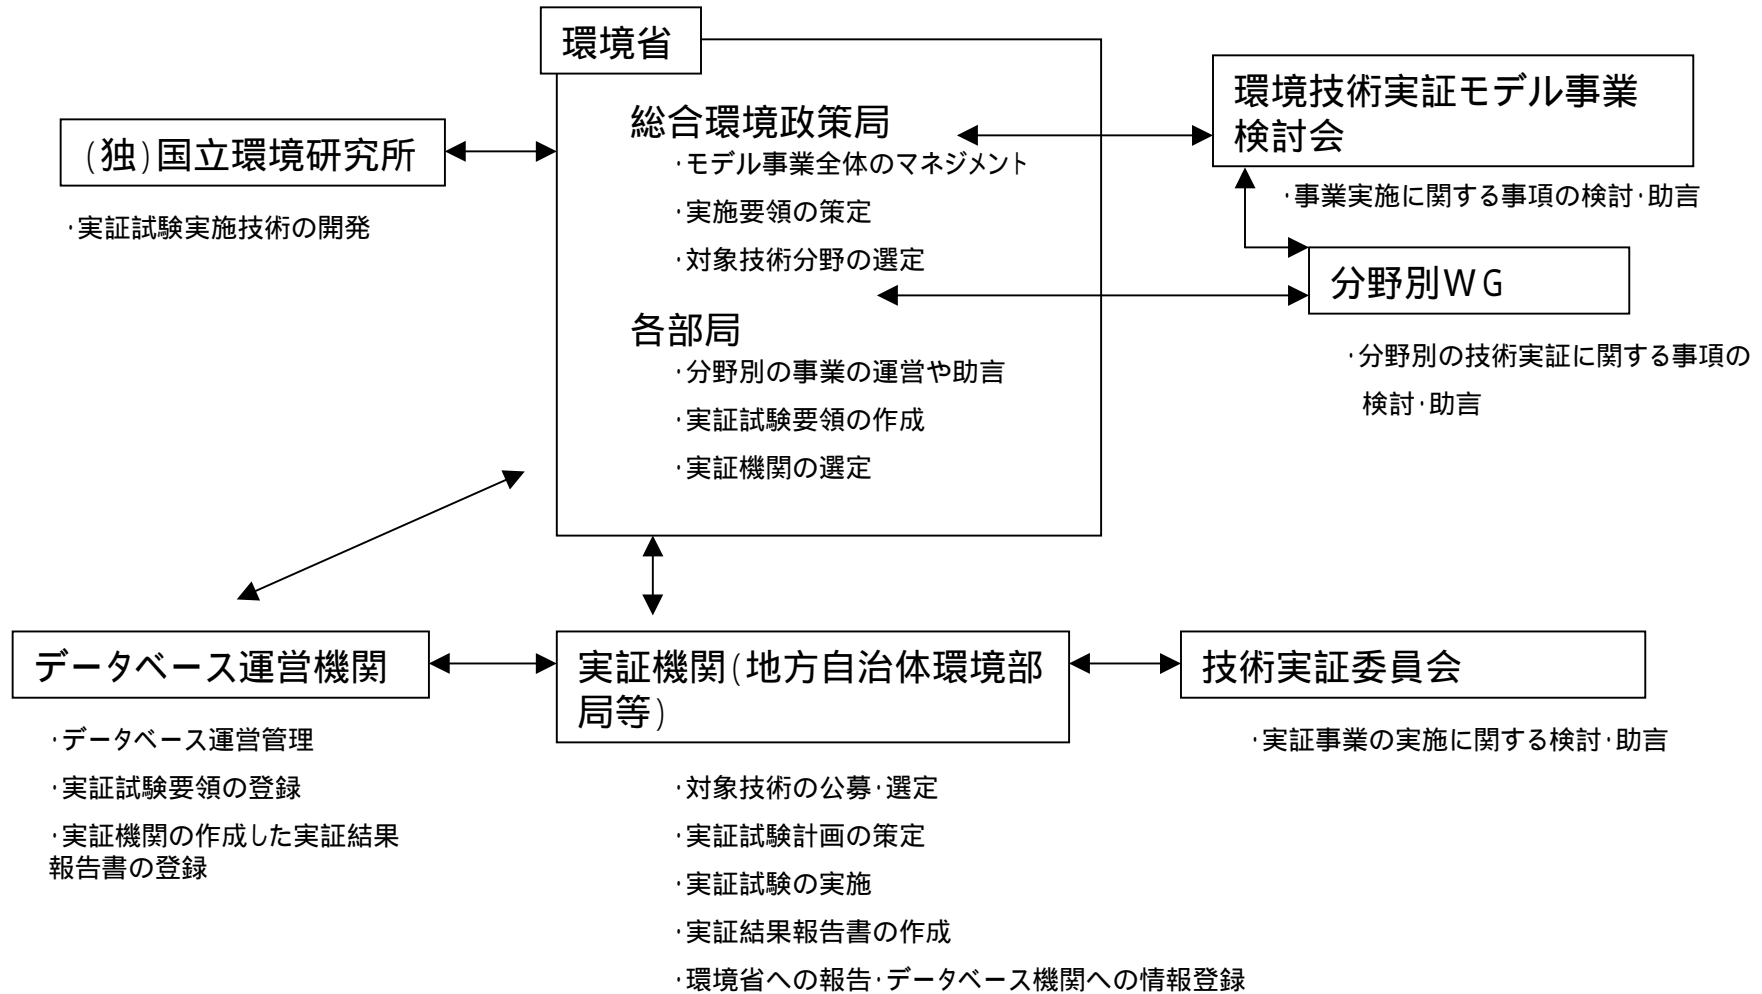 環境省
総合環境政策局
・モデル事業全体のマネジメント
・実施要領の策定
・対象技術分野の選定
各部局
・分野別の事業の運営や助言
・実証試験要領の作成
・実証機関の選定
(独)国立環境研究所
・実証試験実施技術の開発
環境技術実証モデル事業
検討会
・事業実施に関する事項の検討・助言
分野別WG
・分野別の技術実証に関する事項の
検討・助言
データベース運営機関
・データベース運営管理
・実証試験要領の登録
・実証機関の作成した実証結果
報告書の登録
実証機関(地方自治体環境部
局等)
・対象技術の公募・選定
・実証試験計画の策定
・実証試験の実施
・実証結果報告書の作成
・環境省への報告・データベース機関への情報登録
技術実証委員会
・実証事業の実施に関する検討・助言